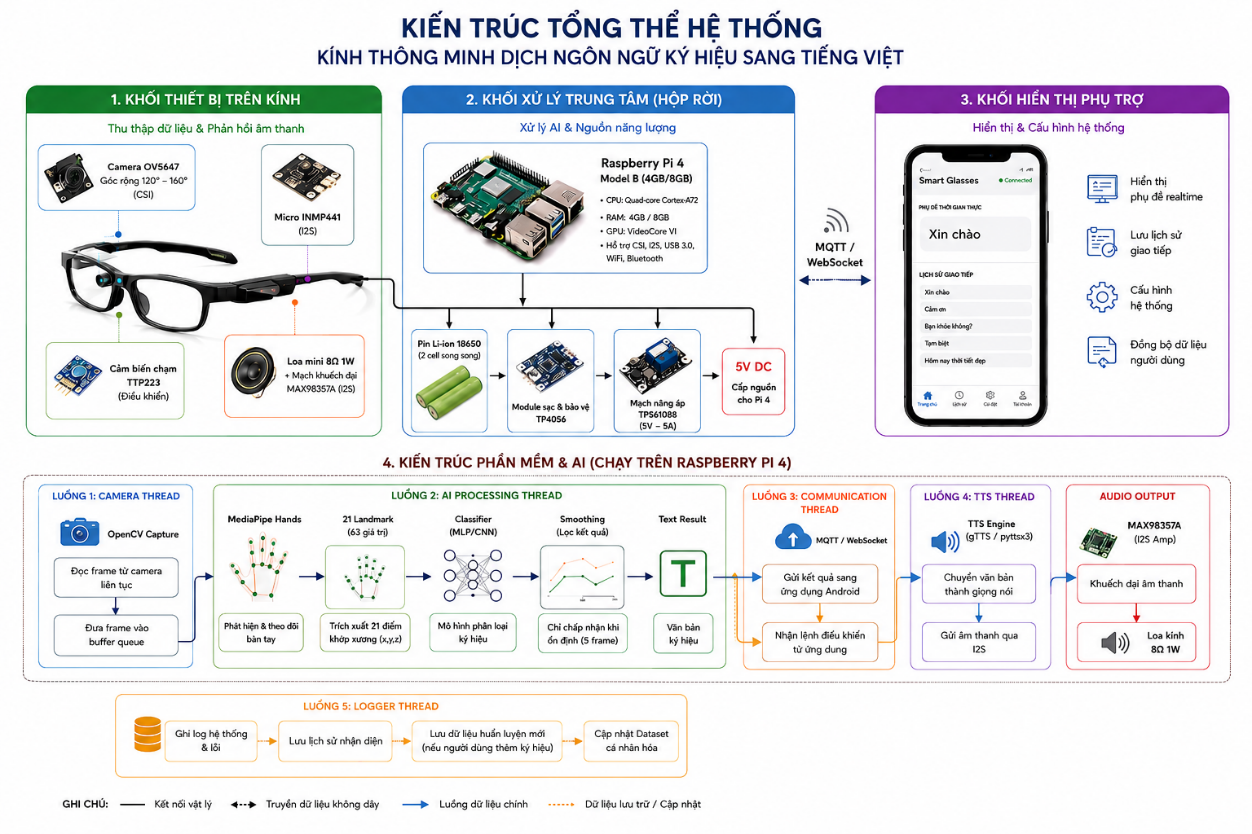 KIẾN TRÚC TỔNG THỂ HỆ THỐNG
KÍNH THÔNG MINH DỊCH NGÔN NGỮ KÝ HIỆU SANG TIẾNG VIỆT
1. KHỐI THIẾT BỊ TRÊN KÍNH
Thu thập dữ liệu & Phản hồi âm thanh
Camera OV5647
Góc rộng 120° – 160°
(CSI)
Micro INMP441
(I2S)
Cảm biến chạm
TTP223
(Điều khiển)
Loa mini 8Ω 1W
+ Mạch khuếch đại
MAX98357A (I2S)
2. KHỐI XỬ LÝ TRUNG TÂM (HỘP RỜI)
Xử lý AI & Nguồn năng lượng
Raspberry Pi 4
Model B (4GB/8GB)
• CPU: Quad-core Cortex-A72
• RAM: 4GB / 8GB
• GPU: VideoCore VI
• Hỗ trợ CSI, I2S, USB 3.0,
WiFi, Bluetooth
Pin Li-ion 18650
(2 cell song song)
Module sạc & bảo vệ
TP4056
Mạch nâng áp
TPS61088
(5V – 5A)
5V DC
Cấp nguồn
cho Pi 4
MQTT /
WebSocket
3. KHỐI HIỂN THỊ PHỤ TRỢ
Hiển thị & Cấu hình hệ thống
Smart Glasses
Connected
PHỤ ĐỀ THỜI GIAN THỰC
Xin chào
LỊCH SỬ GIAO TIẾP
Xin chào
Cảm ơn
Bạn khỏe không?
Tạm biệt
Hôm nay thời tiết đẹp
Trang chủ
Lịch sử
Cài đặt
Tài khoản
Hiển thị
phụ đề realtime
Lưu lịch sử
giao tiếp
Cấu hình
hệ thống
Đồng bộ dữ liệu
người dùng
4. KIẾN TRÚC PHẦN MỀM & AI (CHẠY TRÊN RASPBERRY PI 4)
LUỒNG 1: CAMERA THREAD
OpenCV Capture
Đọc frame từ camera
liên tục
Đưa frame vào
buffer queue
LUỒNG 2: AI PROCESSING THREAD
MediaPipe Hands
Phát hiện & theo dõi
bàn tay
21 Landmark
(63 giá trị)
Trích xuất 21 điểm
khớp xương (x,y,z)
Classifier
(MLP/CNN)
Mô hình phân loại
ký hiệu
Smoothing
(Lọc kết quả)
Chỉ chấp nhận khi
ổn định (5 frame)
Text Result
T
Văn bản
ký hiệu
LUỒNG 3: COMMUNICATION
THREAD
MQTT / WebSocket
Gửi kết quả sang
ứng dụng Android
Nhận lệnh điều khiển
từ ứng dụng
LUỒNG 4: TTS THREAD
TTS Engine
(gTTS / pyttsx3)
Chuyển văn bản
thành giọng nói
Gửi âm thanh qua
I2S
AUDIO OUTPUT
MAX98357A
(I2S Amp)
Khuếch đại âm thanh
Loa kính
8Ω 1W
LUỒNG 5: LOGGER THREAD
Ghi log hệ thống
& lỗi
Lưu lịch sử nhận diện
Lưu dữ liệu huấn luyện mới
(nếu người dùng thêm ký hiệu)
Cập nhật Dataset
cá nhân hóa
GHI CHÚ:
Kết nối vật lý
Truyền dữ liệu không dây
Luồng dữ liệu chính
Dữ liệu lưu trữ / Cập nhật